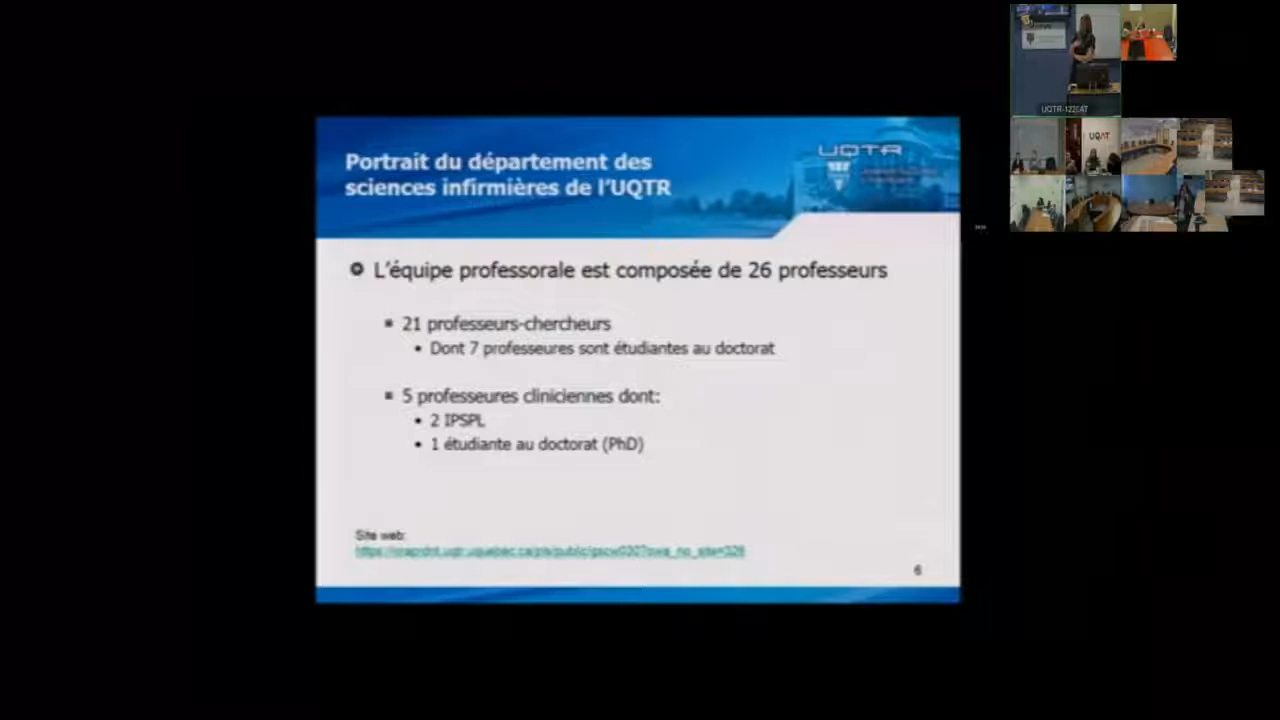 Portrait du département des
sciences infirmières de l'UQTR
UQTR
L'équipe professorale est composée de 26 professeurs
21 professeurs-chercheurs
Dont 7 professeures sont étudiantes au doctorat
5 professeures cliniciennes dont:
2 IPSPL
1 étudiante au doctorat (PhD)
Site web:
6
UQAT